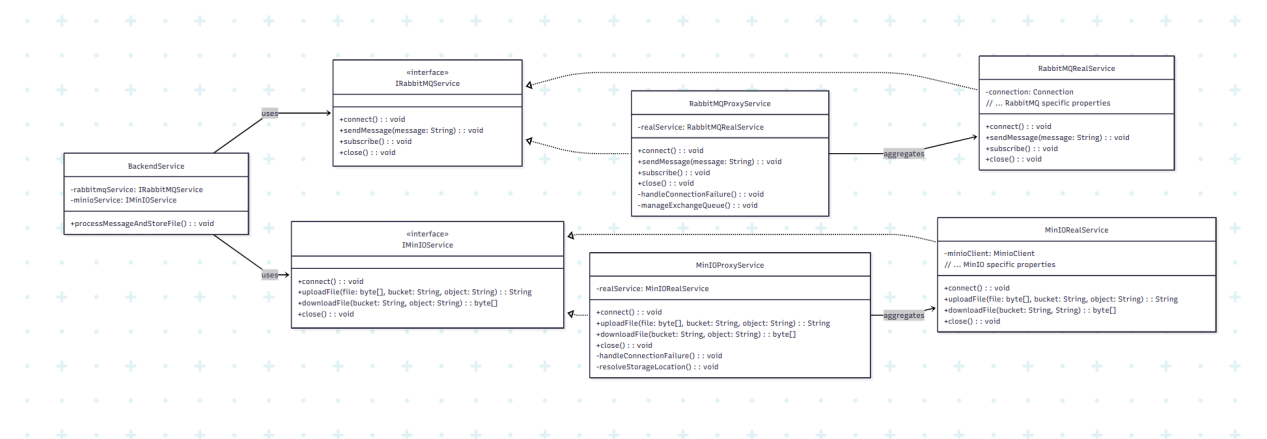 «interface»
IRabbitMQService
+connect() : : void
+sendMessage(message: String) : : void
+subscribe() : : void
+close() : : void
RabbitMQProxyService
-realService: RabbitMQRealService
+connect() : : void
+sendMessage(message: String) : : void
+subscribe() : : void
+close() : : void
-handleConnectionFailure() : : void
-manageExchangeQueue() : : void
RabbitMQRealService
-connection: Connection
// ... RabbitMQ specific properties
+connect() : : void
+sendMessage(message: String) : : void
+subscribe() : : void
+close() : : void
uses
aggregates
BackendService
-rabbitmqService: IRabbitMQService
-minioService: IMinIOService
+processMessageAndStoreFile() : : void
uses
«interface»
IMinIOService
+connect() : : void
+uploadFile(file: byte[], bucket: String, object: String) : : String
+downloadFile(bucket: String, object: String) : : byte[]
+close() : : void
MinIOProxyService
-realService: MinIORealService
+connect() : : void
+uploadFile(file: byte[], bucket: String, object: String) : : String
+downloadFile(bucket: String, object: String) : : byte[]
+close() : : void
-handleConnectionFailure() : : void
-resolveStorageLocation() : : void
aggregates
MinIORealService
-minioClient: MinioClient
// ... MinIO specific properties
+connect() : : void
+uploadFile(file: byte[], bucket: String, object: String) : : String
+downloadFile(bucket: String, String) : : byte[]
+close() : : void